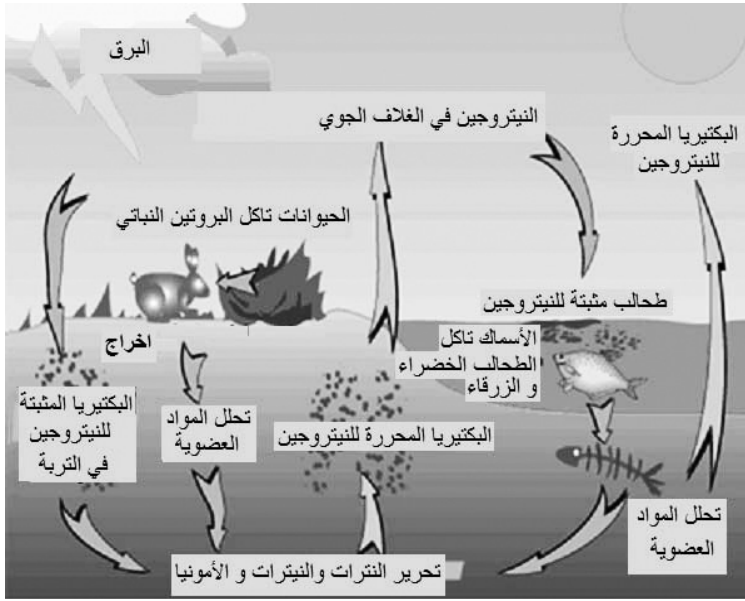 البرق
النيتروجين في الغلاف الجوي
البكتيريا المحررة
للنيتروجين
الحيوانات تاكل البروتين النباتي
طحالب مثبتة للنيتروجين
الأسماك تاكل
الطحالب الخضراء
و الزرقاء
اخراج
البكتيريا المثبتة
للنيتروجين
في التربة
تحلل المواد
العضوية
البكتيريا المحررة للنيتروجين
تحلل المواد
العضوية
تحرير النترات والنيترات و الأمونيا